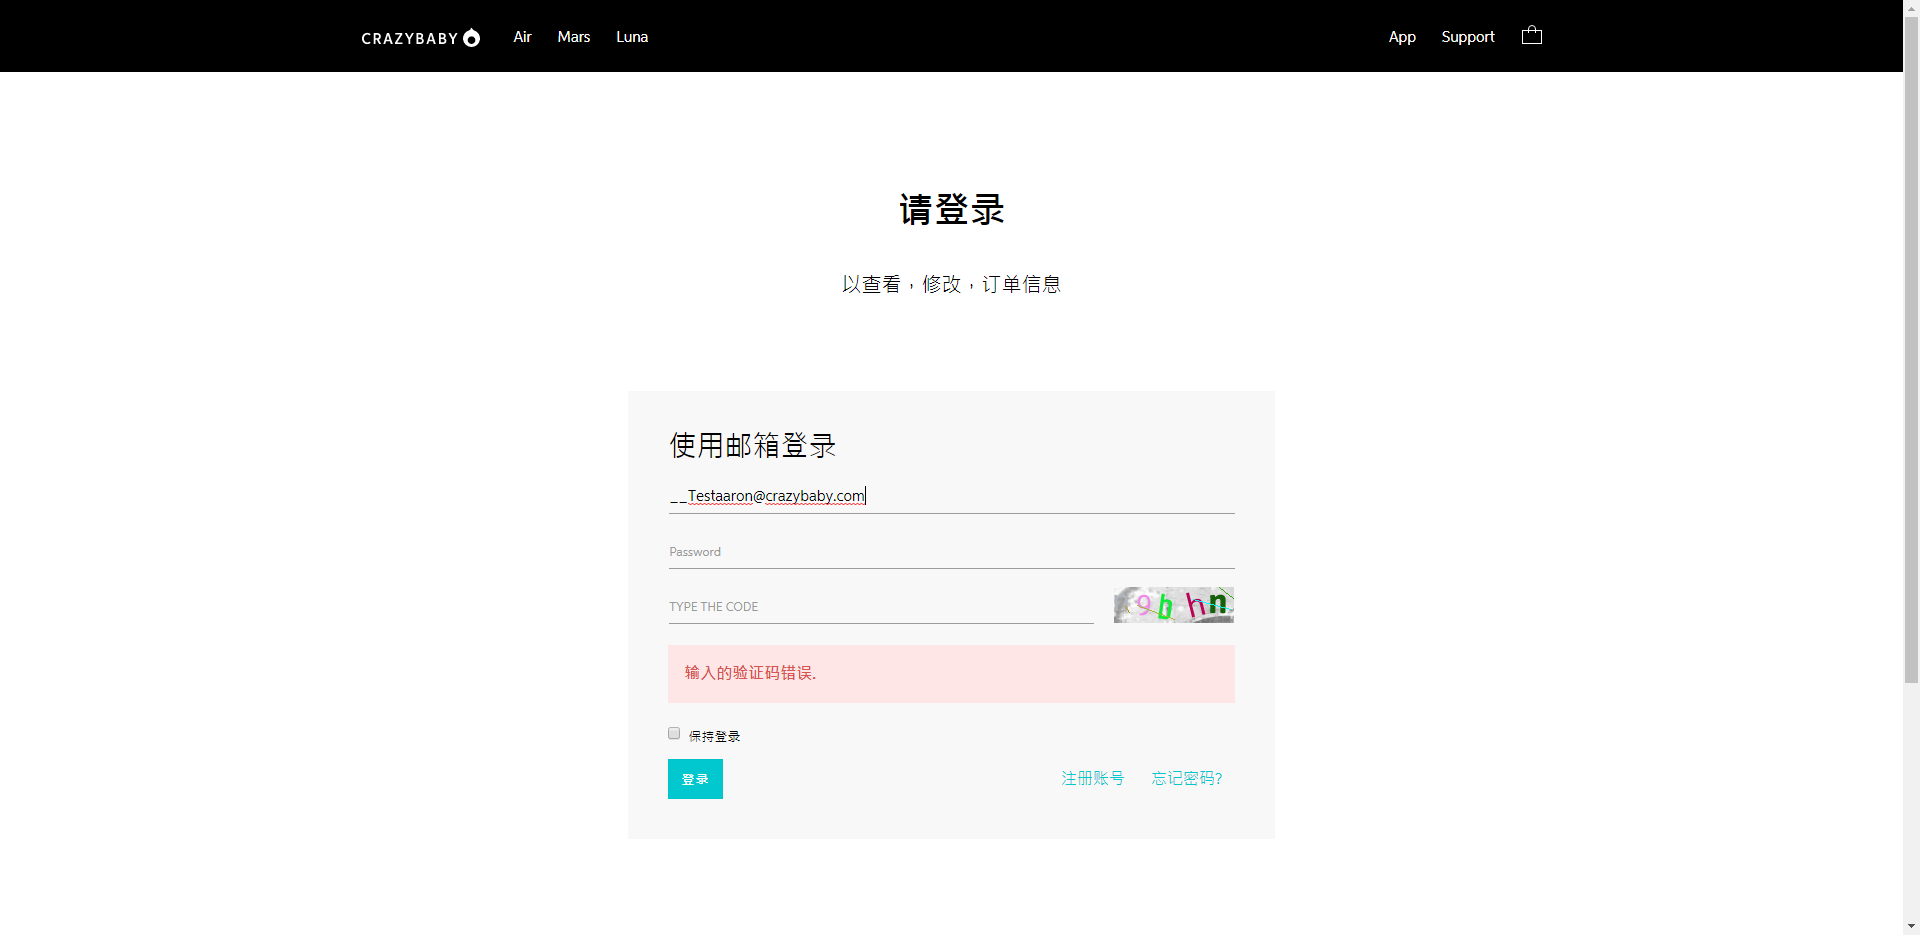 CRAZYBABY Air Mars Luna App Support
请登录
以查看，修改，订单信息
使用邮箱登录
__Testaaron@crazybaby.com
Password
TYPE THE CODE 9bhn
输入的验证码错误.
保持登录
登录 注册账号 忘记密码?